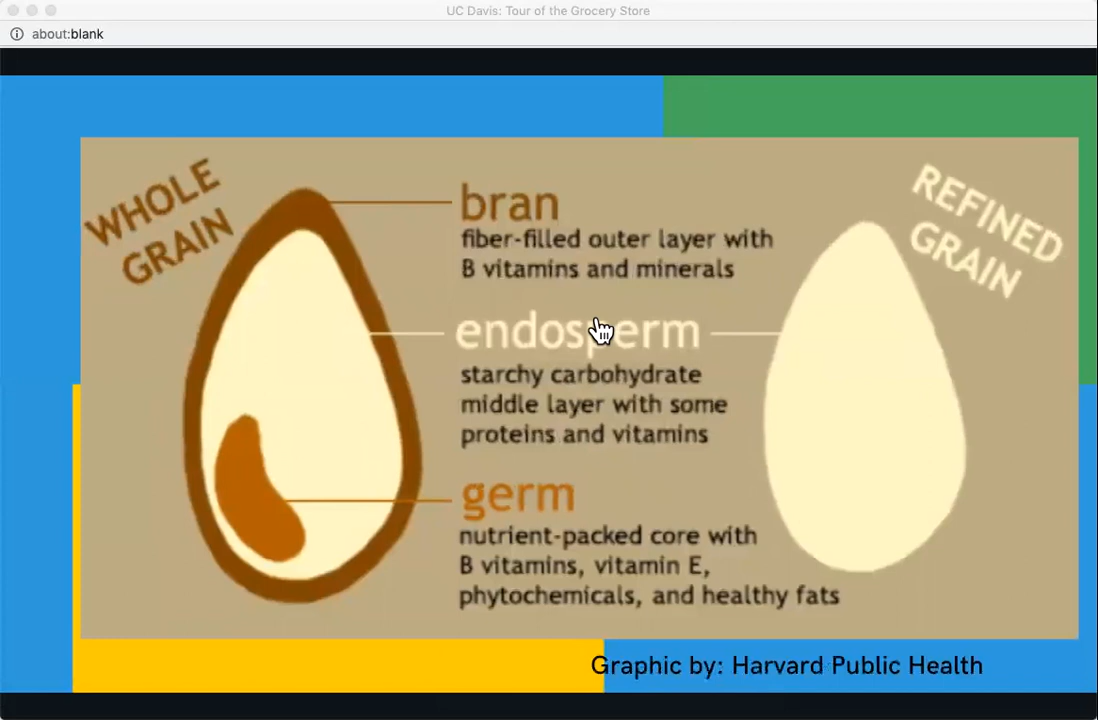 UC Davis: Tour of the Grocery Store
about:blank
WHOLE
GRAIN
bran
fiber-filled outer layer with
B vitamins and minerals
endosperm
starchy carbohydrate
middle layer with some
proteins and vitamins
germ
nutrient-packed core with
B vitamins, vitamin E,
phytochemicals, and healthy fats
REFINED
GRAIN
Graphic by: Harvard Public Health